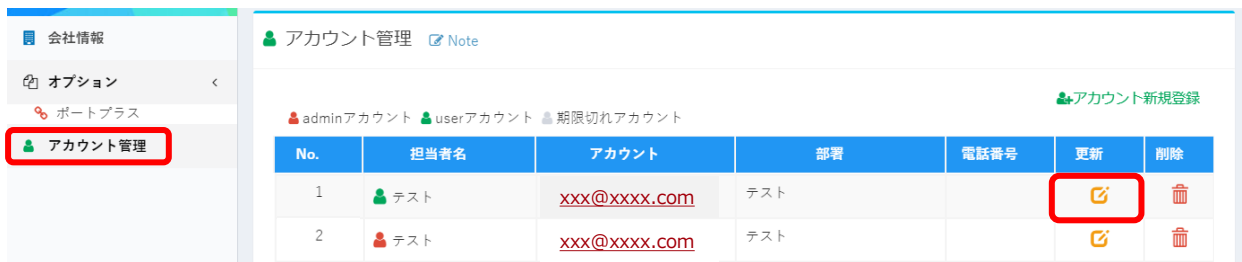 会社情報
オプション <
ポートプラス
アカウント管理
アカウント管理 Note
アカウント新規登録
adminアカウント userアカウント 期限切れアカウント
No. 担当者名 アカウント 部署 電話番号 更新 削除
1 テスト xxx@xxxx.com テスト
2 テスト xxx@xxxx.com テスト